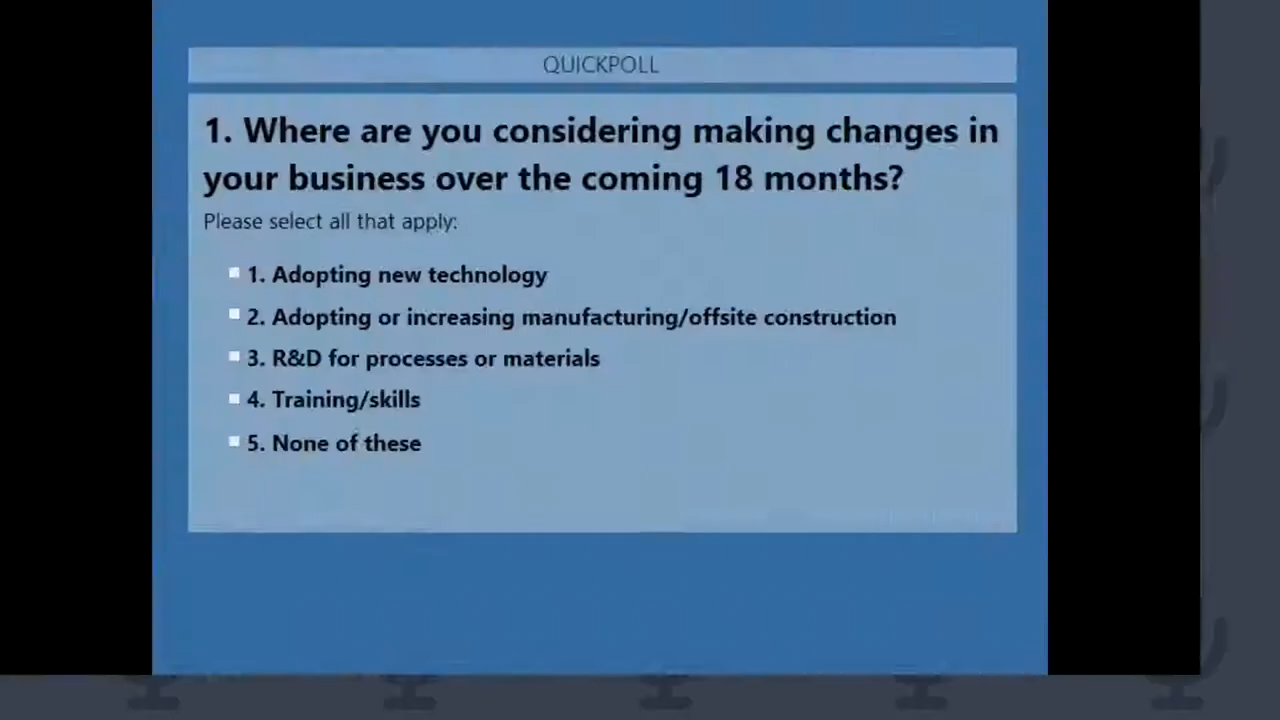 QUICKPOLL
1. Where are you considering making changes in
your business over the coming 18 months?
Please select all that apply:
1. Adopting new technology
2. Adopting or increasing manufacturing/offsite construction
3. R&D for processes or materials
4. Training/skills
5. None of these